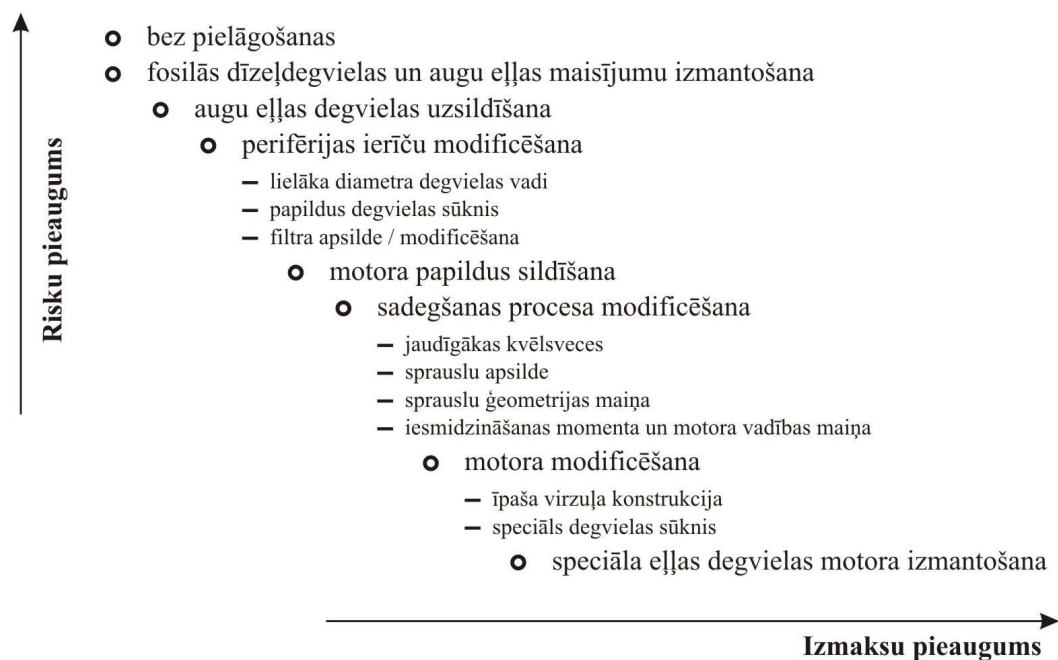 bez pielāgošanas
fosilās dīzeļdegvielas un augu eļļas maisījumu izmantošana
augu eļļas degvielas uzsildīšana
perifērijas ierīču modificēšana
– lielāka diametra degvielas vadi
– papildus degvielas sūknis
– filtra apsilde / modificēšana
motora papildus sildīšana
sadegšanas procesa modificēšana
– jaudīgākas kvēlsveces
– sprauslu apsilde
– sprauslu ģeometrijas maiņa
– iesmidzināšanas momenta un motora vadības maiņa
motora modificēšana
– īpaša virzuļa konstrukcija
– speciāls degvielas sūknis
speciāla eļļas degvielas motora izmantošana
Risku pieaugums
Izmaksu pieaugums